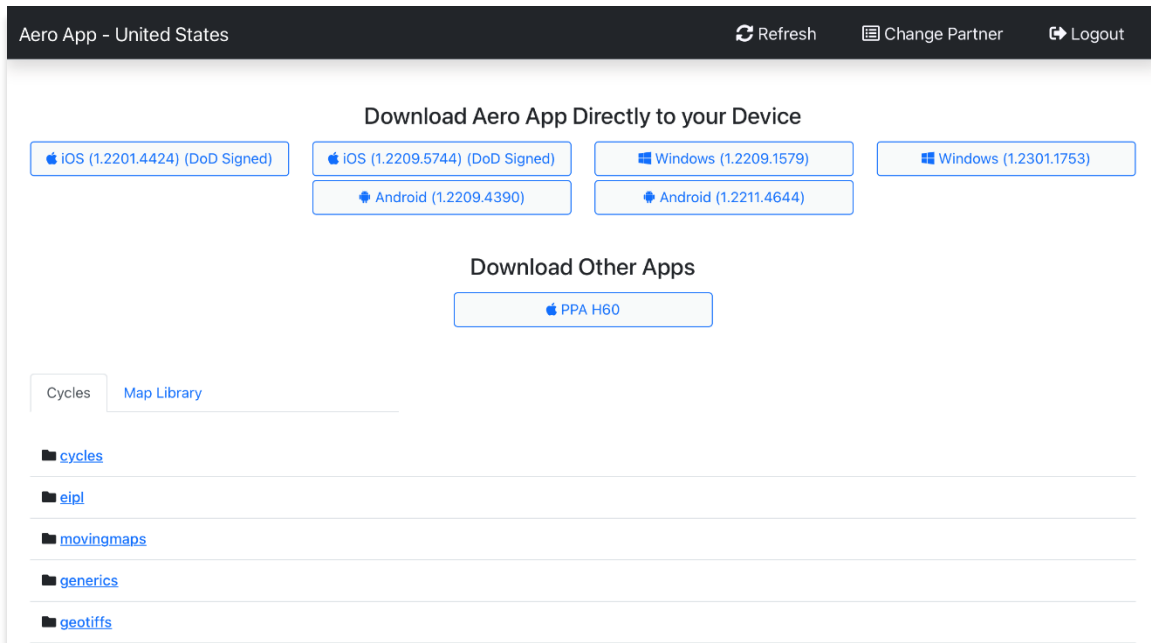 Aero App - United States Refresh Change Partner Logout
Download Aero App Directly to your Device
iOS (1.2201.4424) (DoD Signed) iOS (1.2209.5744) (DoD Signed) Windows (1.2209.1579) Windows (1.2301.1753)
Android (1.2209.4390) Android (1.2211.4644)
Download Other Apps
PPA H60
Cycles Map Library
cycles
eipl
movingmaps
generics
geotiffs